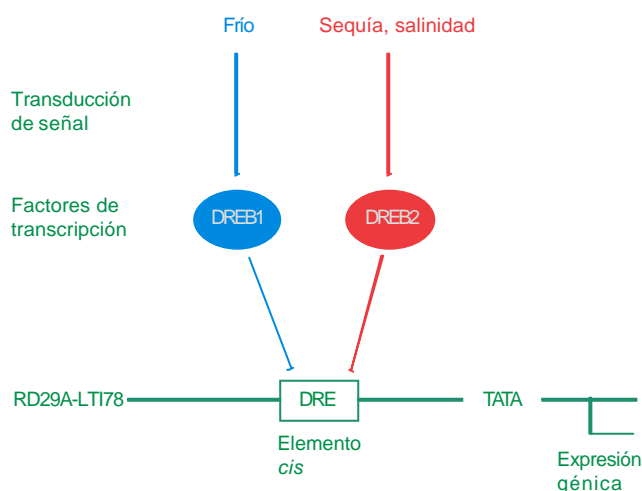 Frío
Sequía, salinidad
Transducción
de señal
Factores de
transcripción
DREB1
DREB2
RD29A-LTI78
DRE
TATA
Elemento
cis
Expresión
génica